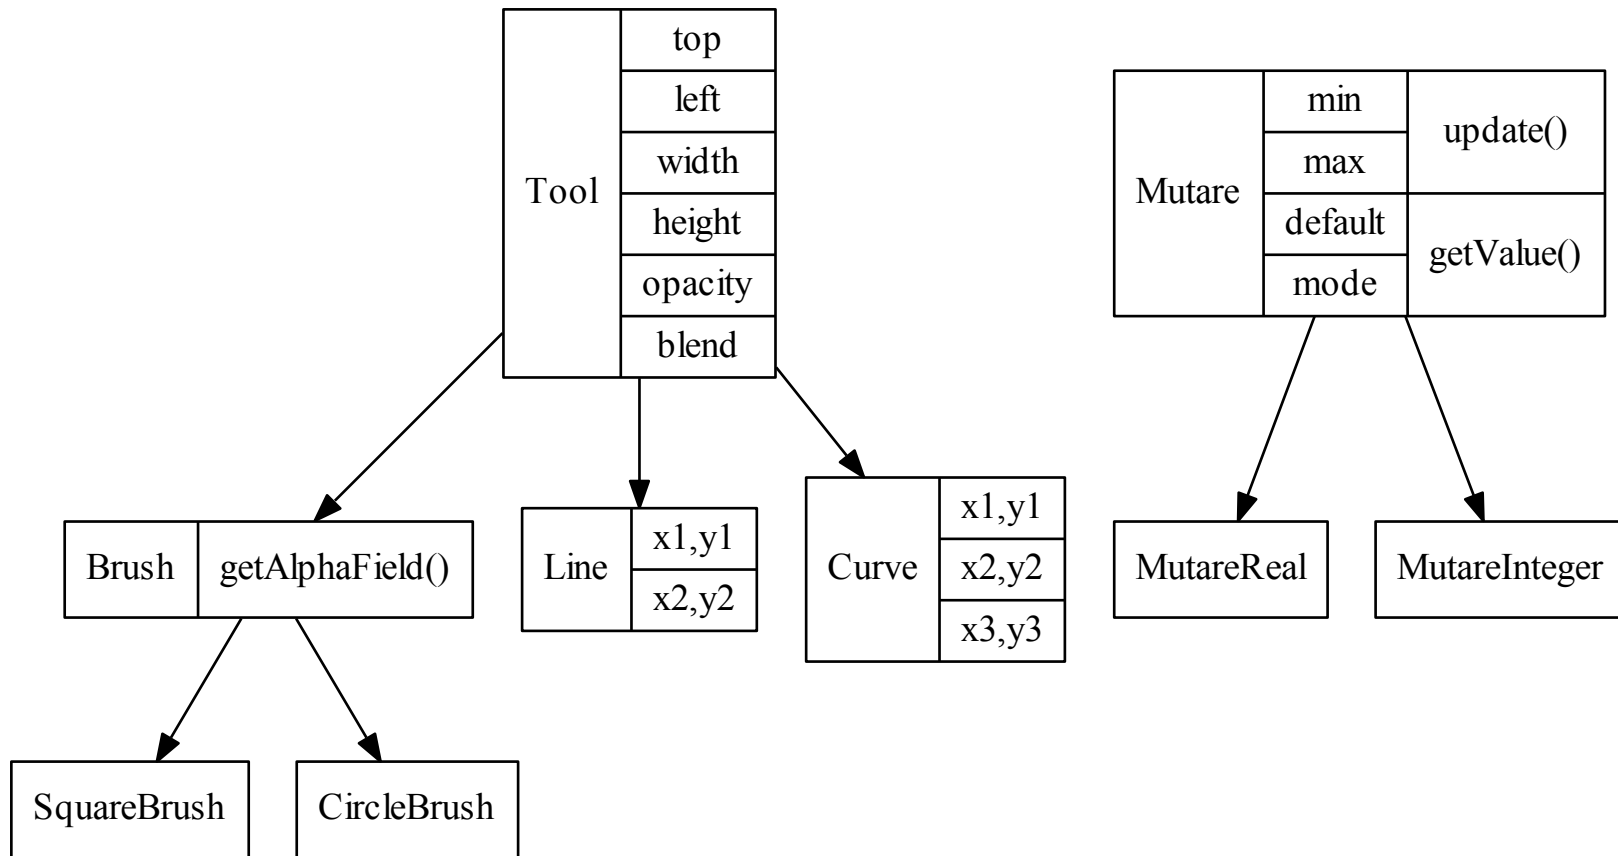 Tool
top
left
width
height
opacity
blend
Mutare
min
max
default
mode
update()
getValue()
Brush
getAlphaField()
Line
x1,y1
x2,y2
Curve
x1,y1
x2,y2
x3,y3
MutareReal
MutareInteger
SquareBrush
CircleBrush